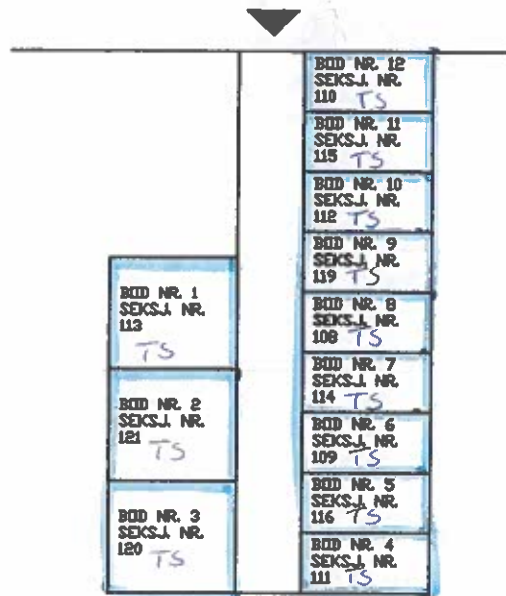 BOD NR. 12
SEKSJ. NR.
110 TS
BOD NR. 11
SEKSJ. NR.
115 TS
BOD NR. 10
SEKSJ. NR.
112 TS
BOD NR. 9
SEKSJ. NR.
119 TS
BOD NR. 8
SEKSJ. NR.
108 TS
BOD NR. 7
SEKSJ. NR.
114 TS
BOD NR. 6
SEKSJ. NR.
109 TS
BOD NR. 5
SEKSJ. NR.
116 TS
BOD NR. 4
SEKSJ. NR.
111 TS
BOD NR. 1
SEKSJ. NR.
113
TS
BOD NR. 2
SEKSJ. NR.
121
TS
BOD NR. 3
SEKSJ. NR.
120
TS